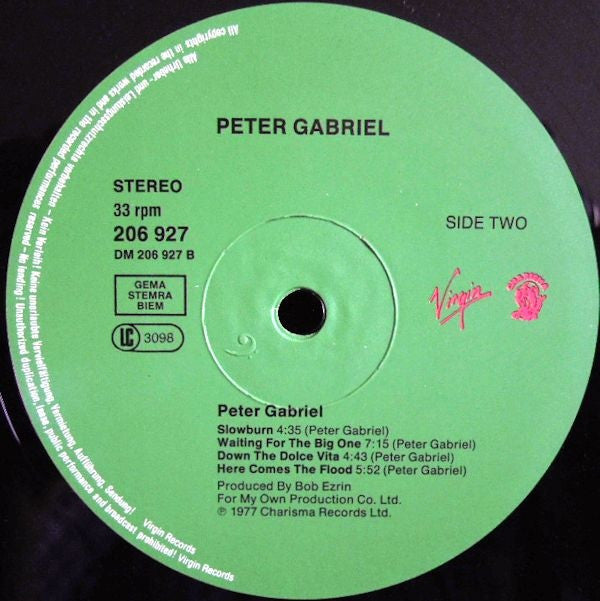 PETER GABRIEL
STEREO
33 rpm
206 927
DM 206 927 B
GEMA
STEMRA
BIEM
LC 3098
SIDE TWO
Virgin
Peter Gabriel
Slowburn 4:35 (Peter Gabriel)
Waiting For The Big One 7:15 (Peter Gabriel)
Down The Dolce Vita 4:43 (Peter Gabriel)
Here Comes The Flood 5:52 (Peter Gabriel)
Produced By Bob Ezrin
For My Own Production Co. Ltd.
℗ 1977 Charisma Records Ltd.
Alle Urheber- und Leistungsschutzrechte vorbehalten – Kein Verleih! Keine unerlaubte Vervielfältigung, Vermietung, Aufführung, Sendung! Virgin Records
All copyrights in the recorded works and in the recorded performances reserved – No lending! Unauthorized duplication, lease, public performance and broadcast prohibited! Virgin Records